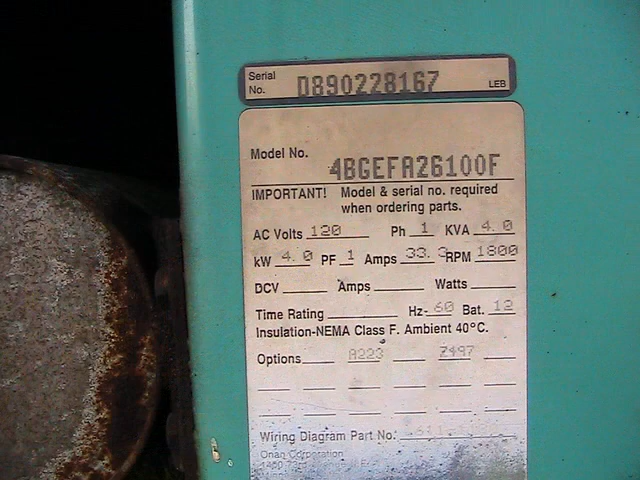 Serial
No. D890228167 LEB
Model No. 4BGEFA26100F
IMPORTANT! Model & serial no. required
when ordering parts.
AC Volts 120 Ph 1 KVA 4.0
kW 4.0 PF 1 Amps 33.3 RPM 1800
DCV Amps Watts
Time Rating Hz- 60 Bat. 12
Insulation-NEMA Class F. Ambient 40°C.
Options A223 Z497
Wiring Diagram Part No.
Onan Corporation
1400 73rd